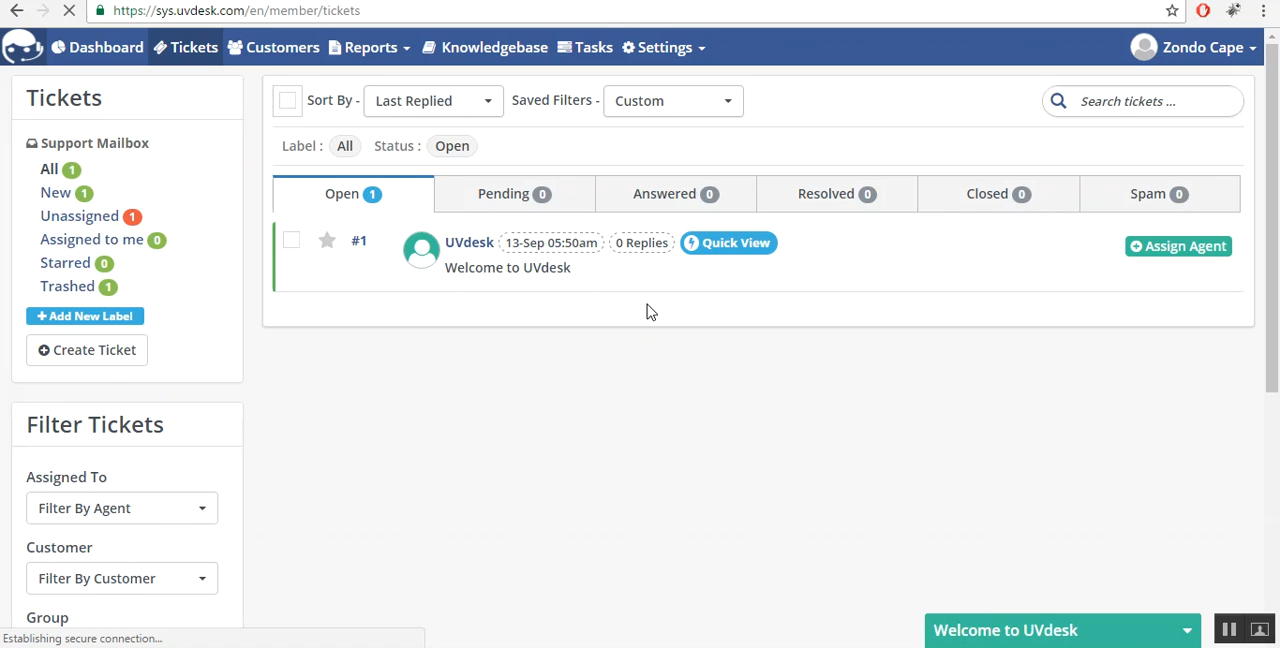 https://sys.uvdesk.com/en/member/tickets
Dashboard Tickets Customers Reports Knowledgebase Tasks Settings Zondo Cape
Tickets
Support Mailbox
All 1
New 1
Unassigned 1
Assigned to me 0
Starred 0
Trashed 1
Add New Label
Create Ticket
Filter Tickets
Assigned To
Filter By Agent
Customer
Filter By Customer
Group
Establishing secure connection...
Sort By - Last Replied Saved Filters - Custom Search tickets ...
Label : All Status : Open
Open 1 Pending 0 Answered 0 Resolved 0 Closed 0 Spam 0
#1 UVdesk 13-Sep 05:50am 0 Replies Quick View Assign Agent
Welcome to UVdesk
Welcome to UVdesk